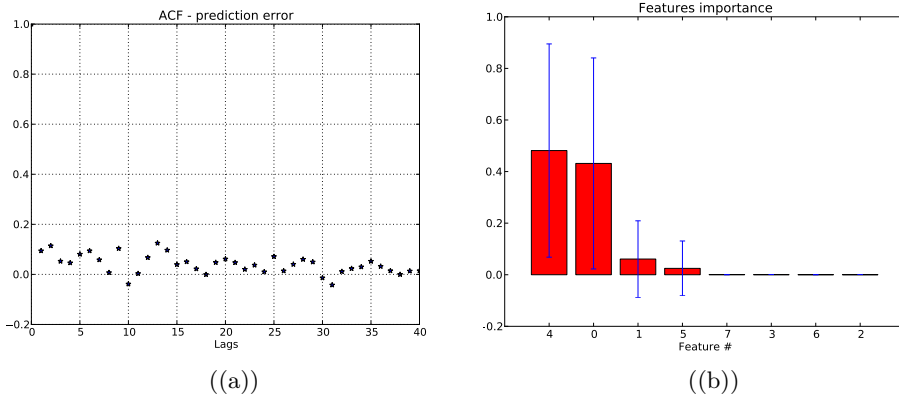 ACF - prediction error
1.0
0.8
0.6
0.4
0.2
0.0
−0.2
0 5 10 15 20 25 30 35 40
Lags
((a))
Features importance
1.0
0.8
0.6
0.4
0.2
0.0
-0.2
4 0 1 5 7 3 6 2
Feature #
((b))